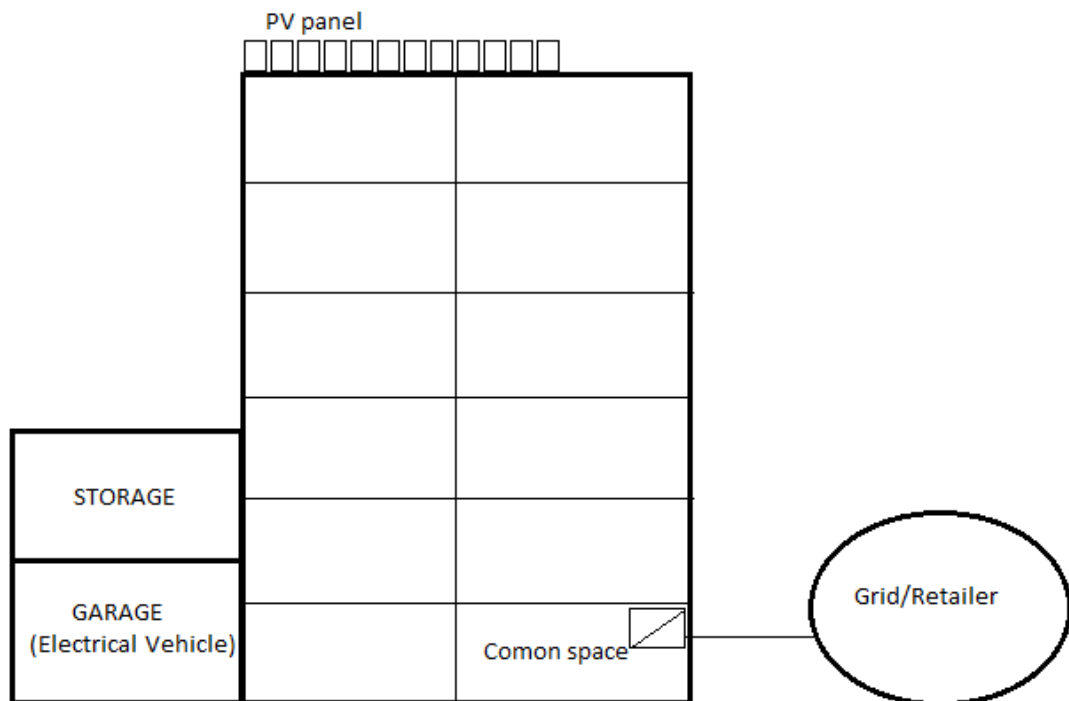 PV panel
STORAGE
GARAGE
(Electrical Vehicle)
Comon space
Grid/Retailer